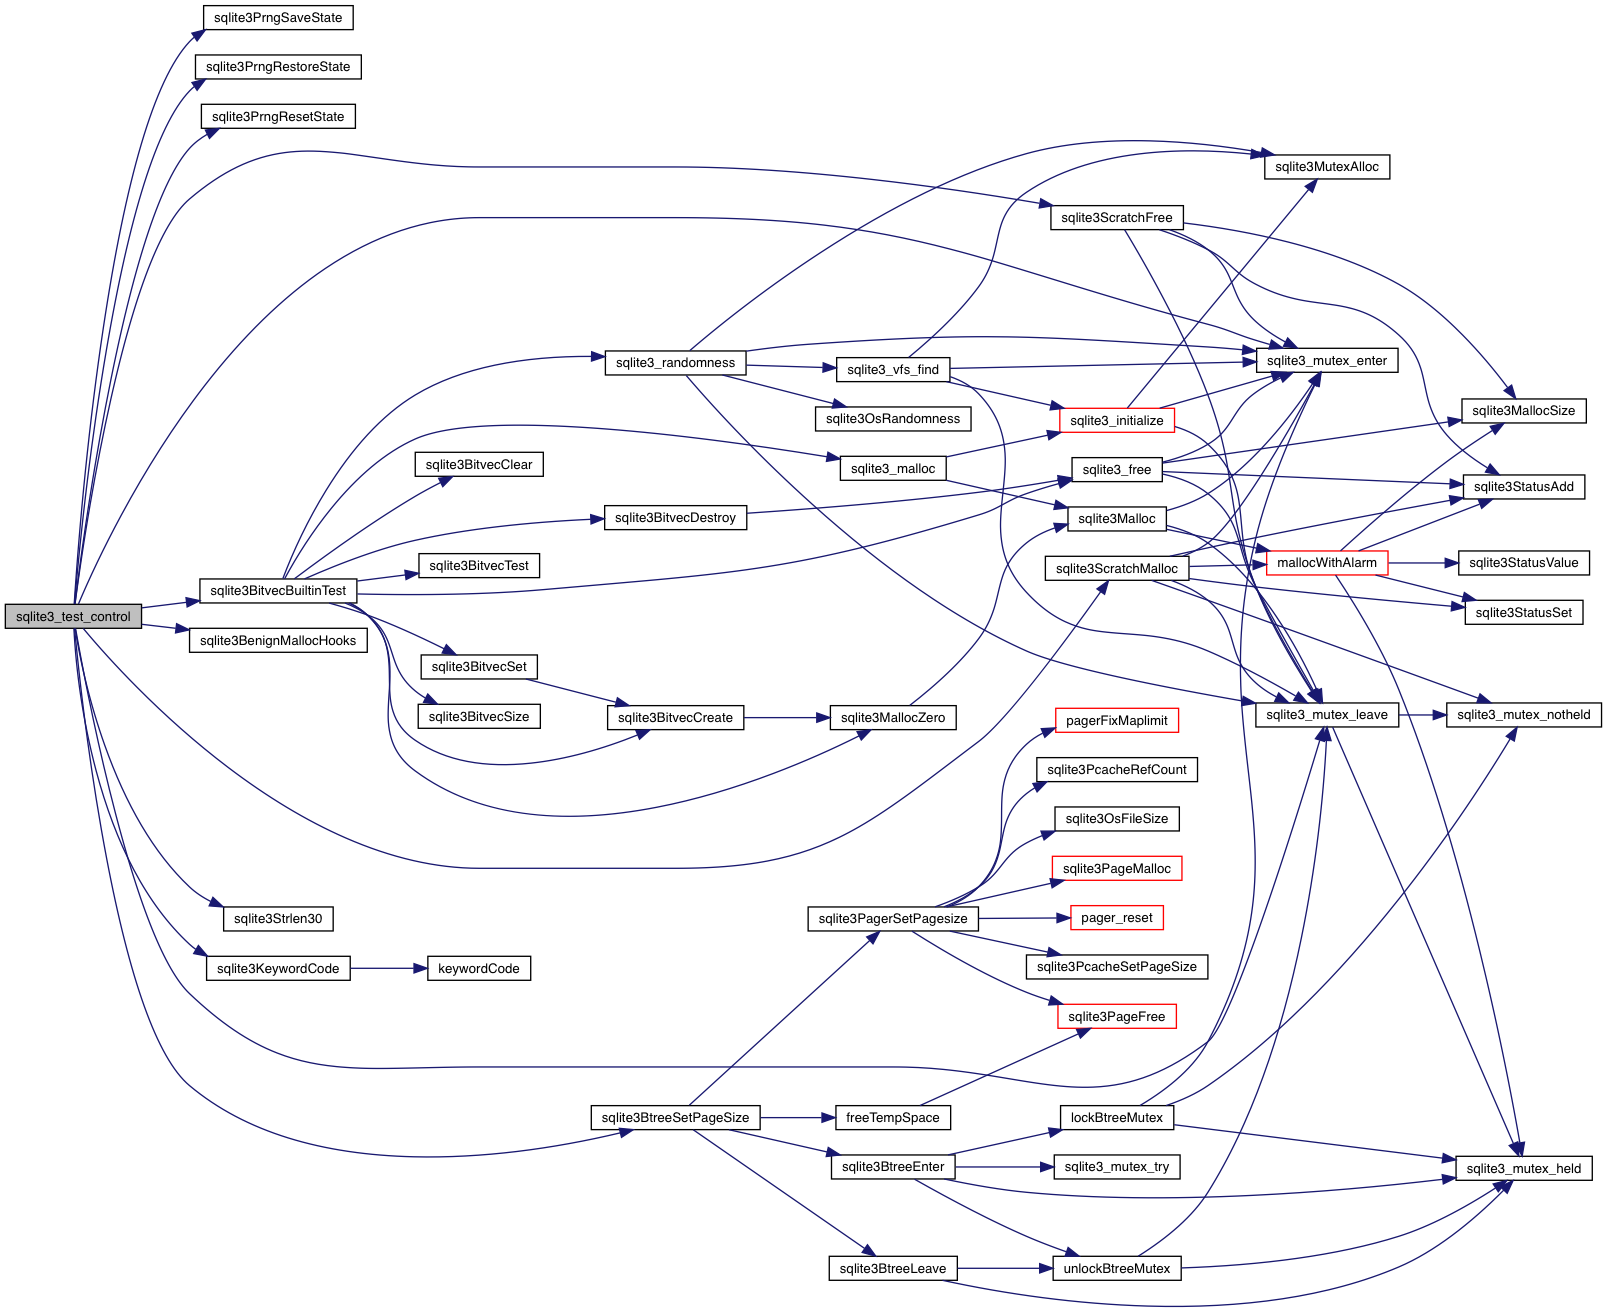 sqlite3PrngSaveState
sqlite3PrngRestoreState
sqlite3PrngResetState
sqlite3MutexAlloc
sqlite3ScratchFree
sqlite3_randomness
sqlite3_vfs_find
sqlite3_mutex_enter
sqlite3OsRandomness
sqlite3_initialize
sqlite3MallocSize
sqlite3BitvecClear
sqlite3_malloc
sqlite3_free
sqlite3StatusAdd
sqlite3BitvecDestroy
sqlite3Malloc
sqlite3BitvecTest
sqlite3ScratchMalloc
mallocWithAlarm
sqlite3StatusValue
sqlite3BitvecBuiltinTest
sqlite3_test_control
sqlite3StatusSet
sqlite3BenignMallocHooks
sqlite3BitvecSet
sqlite3BitvecSize
sqlite3BitvecCreate
sqlite3MallocZero
pagerFixMaplimit
sqlite3_mutex_leave
sqlite3_mutex_notheld
sqlite3PcacheRefCount
sqlite3OsFileSize
sqlite3PageMalloc
sqlite3Strlen30
sqlite3PagerSetPagesize
pager_reset
sqlite3KeywordCode
keywordCode
sqlite3PcacheSetPageSize
sqlite3PageFree
sqlite3BtreeSetPageSize
freeTempSpace
lockBtreeMutex
sqlite3BtreeEnter
sqlite3_mutex_try
sqlite3_mutex_held
sqlite3BtreeLeave
unlockBtreeMutex